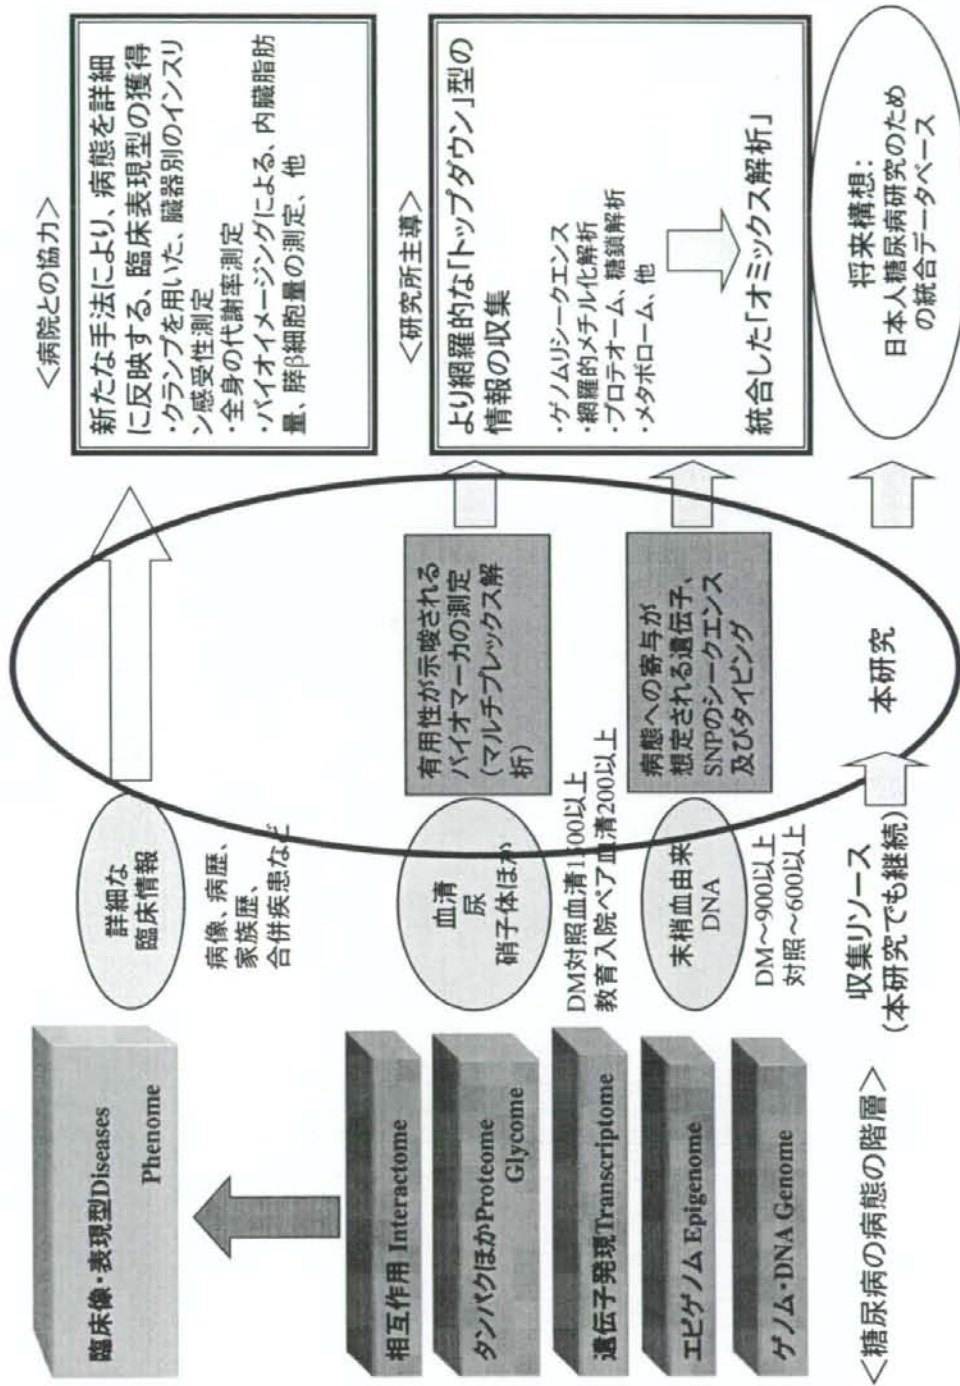 臨床像・表現型Diseases
Phenome
相互作用 Interactome
タンパクほかProteome
Glycome
遺伝子発現Transcriptome
エピゲノム Epigenome
ゲノム・DNA Genome
＜糖尿病の病態の階層＞
詳細な
臨床情報
病像、病歴、
家族歴、
合併疾患など
血清
尿
硝子体ほか
DM対照血清1500以上
教育入院ペア血清200以上
末梢血由来
DNA
DM～900以上
対照～600以上
収集リソース
（本研究でも継続）
有用性が示唆される
バイオマーカの測定
（マルチプレックス解
析）
病態への寄与が
想定される遺伝子、
SNPのシークエンス
及びタイピング
本研究
＜病院との協力＞
新たな手法により、病態を詳細
に反映する、臨床表現型の獲得
・クランプを用いた、臓器別のインスリ
ン感受性測定
・全身の代謝率測定
・バイオイメージングによる、内臓脂肪
量、膵β細胞量の測定、他
＜研究所主導＞
より網羅的な「トップダウン」型の
情報の収集
・ゲノムリシークエンス
・網羅的メチル化解析
・プロテオーム、糖鎖解析
・メタボローム、他
統合した「オミックス解析」
将来構想：
日本人糖尿病研究のため
の統合データベース